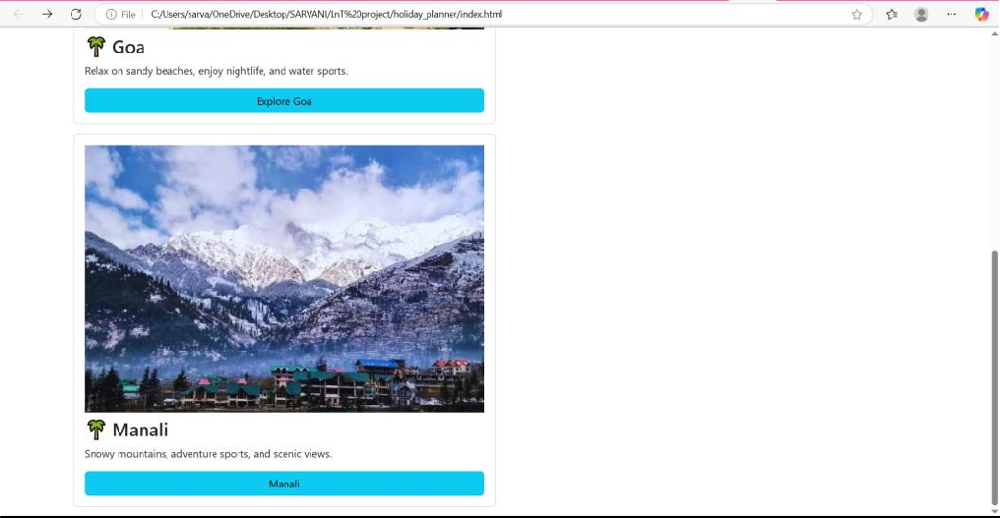 File
C:/Users/sarva/OneDrive/Desktop/SARVANI/LnT%20project/holiday_planner/index.html
🌴 Goa
Relax on sandy beaches, enjoy nightlife, and water sports.
Explore Goa
🌴 Manali
Snowy mountains, adventure sports, and scenic views.
Manali